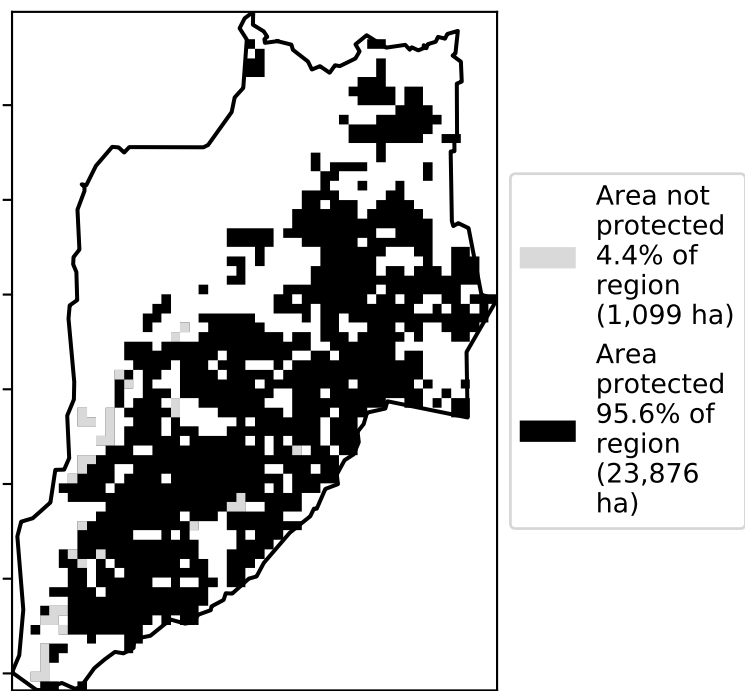 Area not
protected
4.4% of
region
(1,099 ha)
Area
protected
95.6% of
region
(23,876
ha)